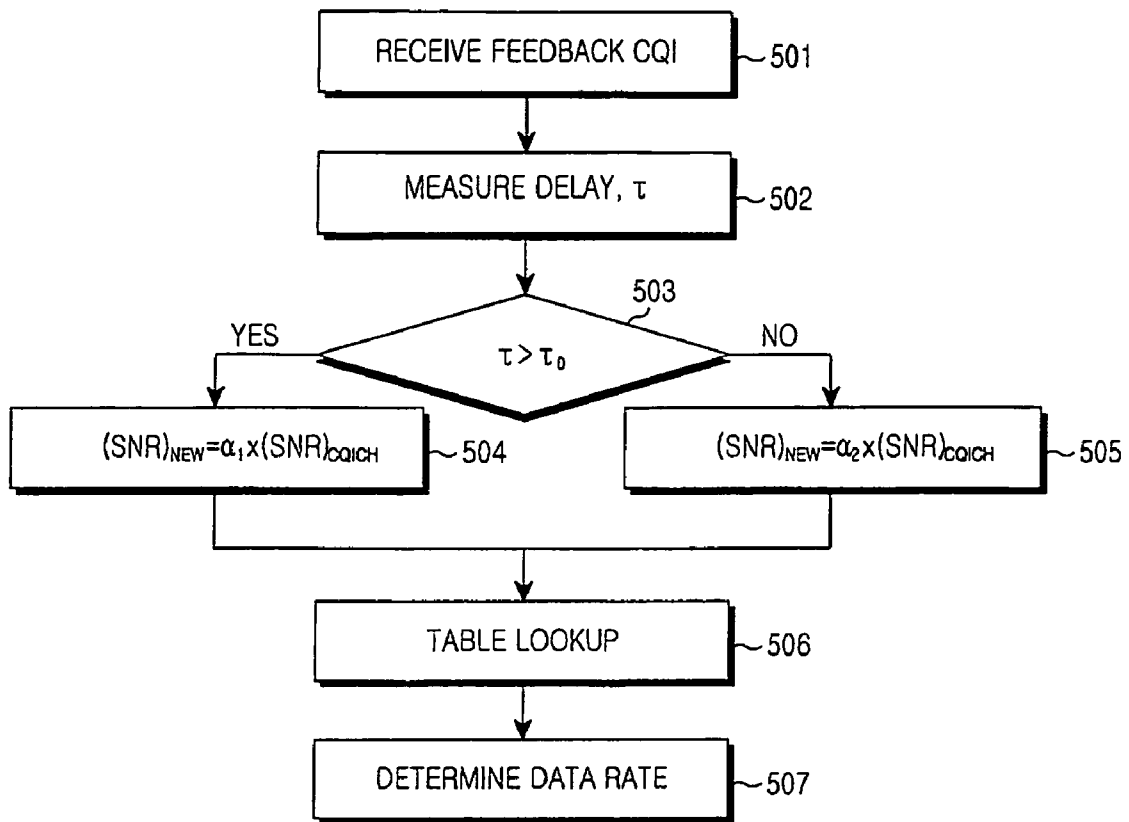 RECEIVE FEEDBACK CQI
501
MEASURE DELAY, τ
502
503
YES
NO
τ > τ₀
(SNR)NEW=α₁x(SNR)CQICH
504
(SNR)NEW=α₂x(SNR)CQICH
505
TABLE LOOKUP
506
DETERMINE DATA RATE
507